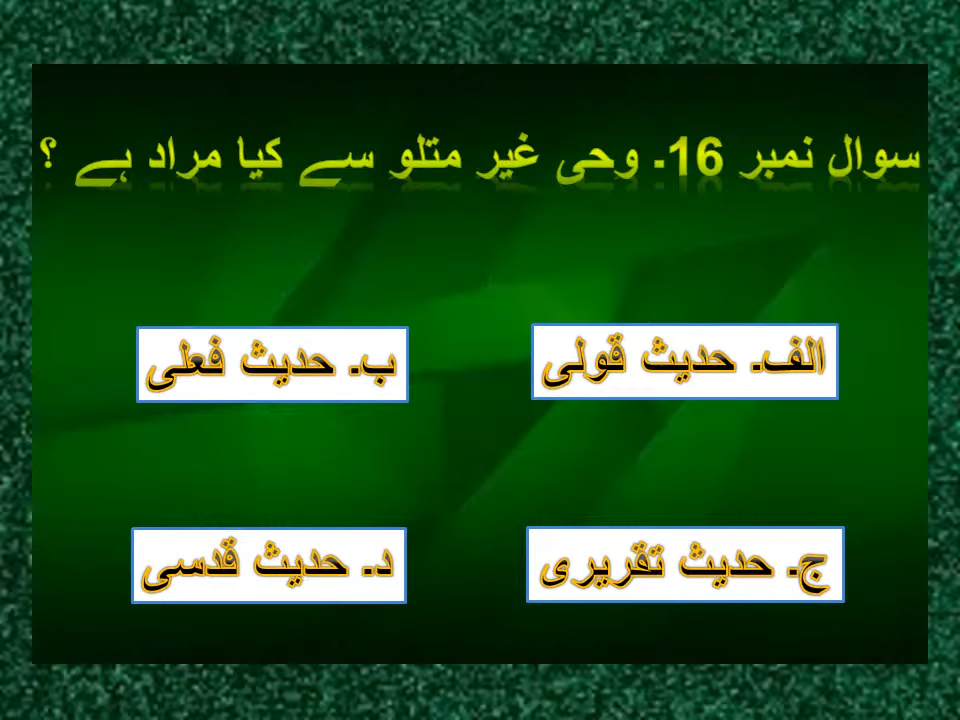 سوال نمبر 16۔ وحی غیر متلو سے کیا مراد ہے ؟
الف۔ حدیث قولی
ب۔ حدیث فعلی
ج۔ حدیث تقریری
د۔ حدیث قدسی